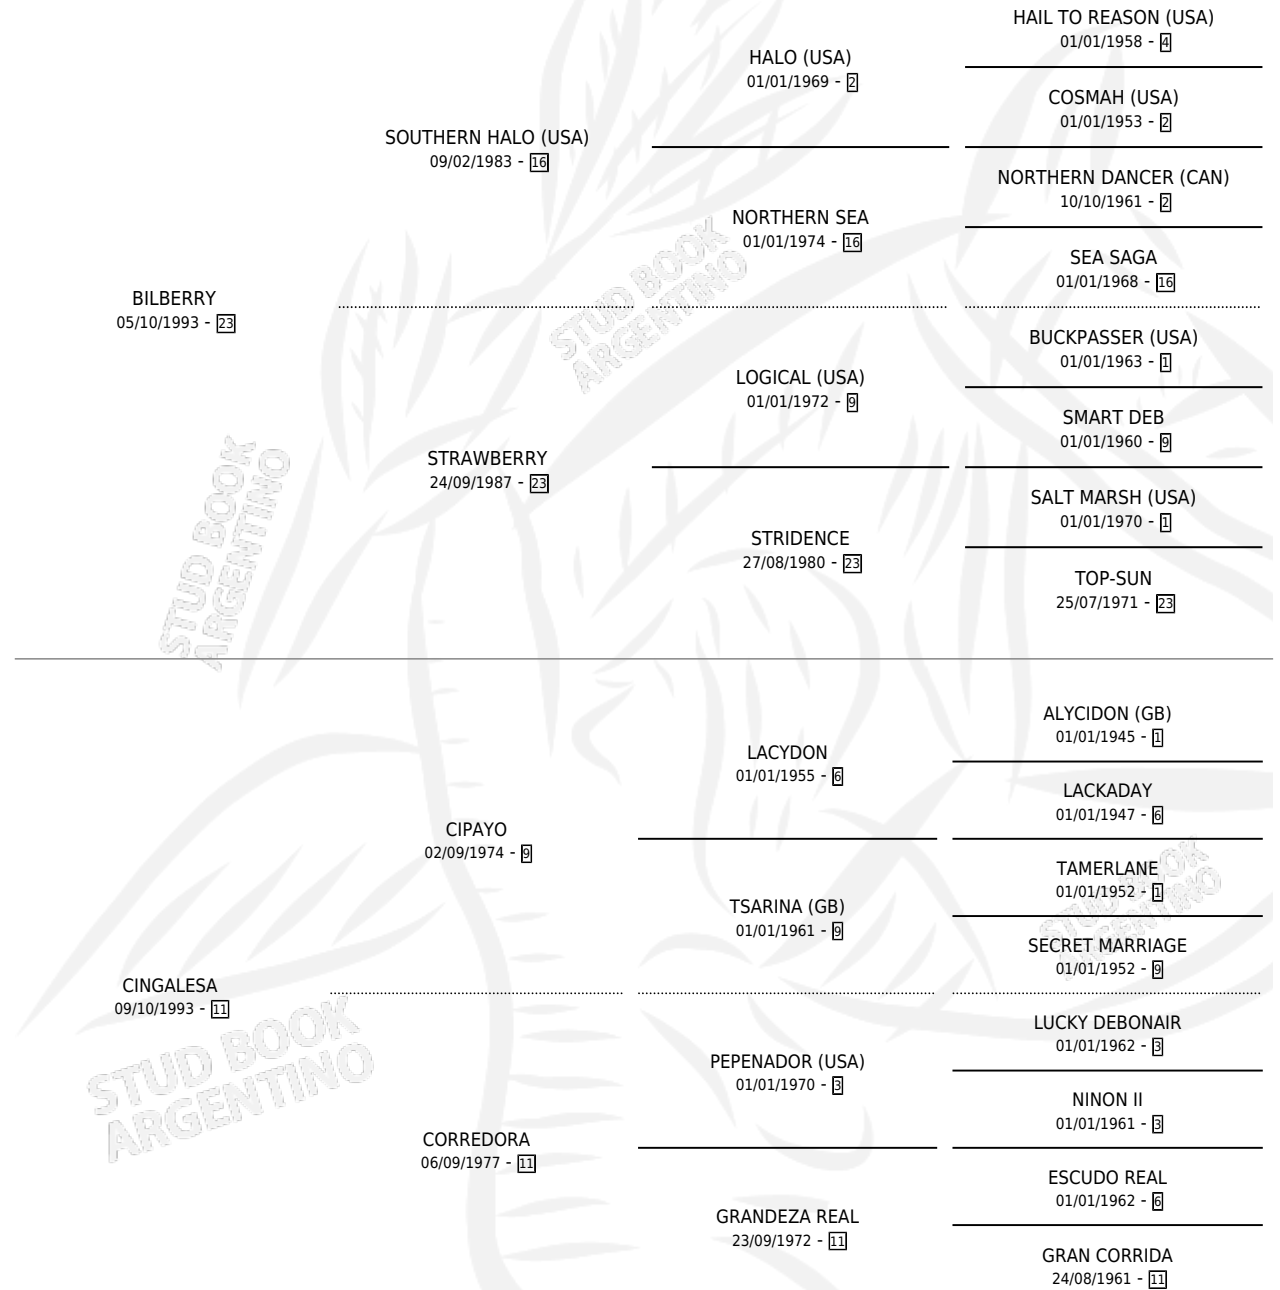 HAIL TO REASON (USA)
01/01/1958 - 4
HALO (USA)
01/01/1969 - 2
COSMAH (USA)
01/01/1953 - 2
SOUTHERN HALO (USA)
09/02/1983 - 16
NORTHERN DANCER (CAN)
10/10/1961 - 2
NORTHERN SEA
01/01/1974 - 16
SEA SAGA
01/01/1968 - 16
STUD BOOK
ARGENTINO
BILBERRY
05/10/1993 - 23
BUCKPASSER (USA)
01/01/1963 - 1
LOGICAL (USA)
01/01/1972 - 9
SMART DEB
01/01/1960 - 9
STRAWBERRY
24/09/1987 - 23
SALT MARSH (USA)
01/01/1970 - 1
STRIDENCE
27/08/1980 - 23
TOP-SUN
25/07/1971 - 23
STUD BOOK
ARGENTINO
ALYCIDON (GB)
01/01/1945 - 1
LACYDON
01/01/1955 - 6
LACKADAY
01/01/1947 - 6
CIPAYO
02/09/1974 - 9
TAMERLANE
01/01/1952 - 1
TSARINA (GB)
01/01/1961 - 9
SECRET MARRIAGE
01/01/1952 - 9
STUD BOOK
ARGENTINO
CINGALESA
09/10/1993 - 11
LUCKY DEBONAIR
01/01/1962 - 3
PEPENADOR (USA)
01/01/1970 - 3
NINON II
01/01/1961 - 3
STUD BOOK
ARGENTINO
CORREDORA
06/09/1977 - 11
ESCUDO REAL
01/01/1962 - 6
GRANDEZA REAL
23/09/1972 - 11
GRAN CORRIDA
24/08/1961 - 11